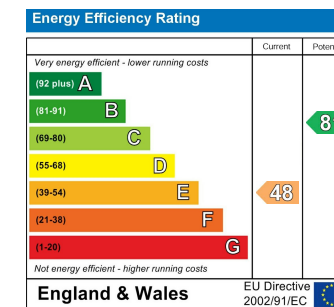 Energy Efficiency Rating
Current
Very energy efficient - lower running costs
(92 plus) A
(81-91) B
(69-80) C
(55-68) D
(39-54) E
48
(21-38) F
(1-20) G
Not energy efficient - higher running costs
England & Wales
EU Directive
2002/91/EC